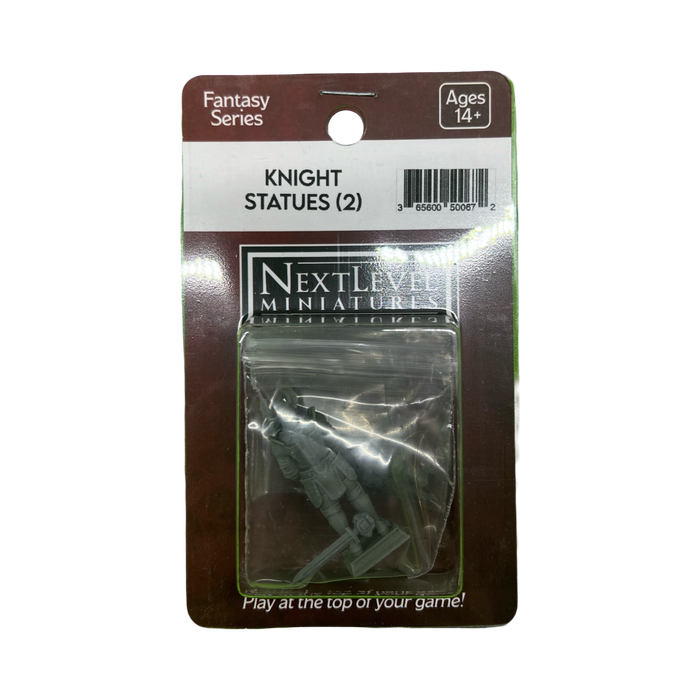 Fantasy
Series
Ages
14+
KNIGHT
STATUES (2)
3 65600 50067 2
NEXTLEVEL
MINIATURES
Play at the top of your game!